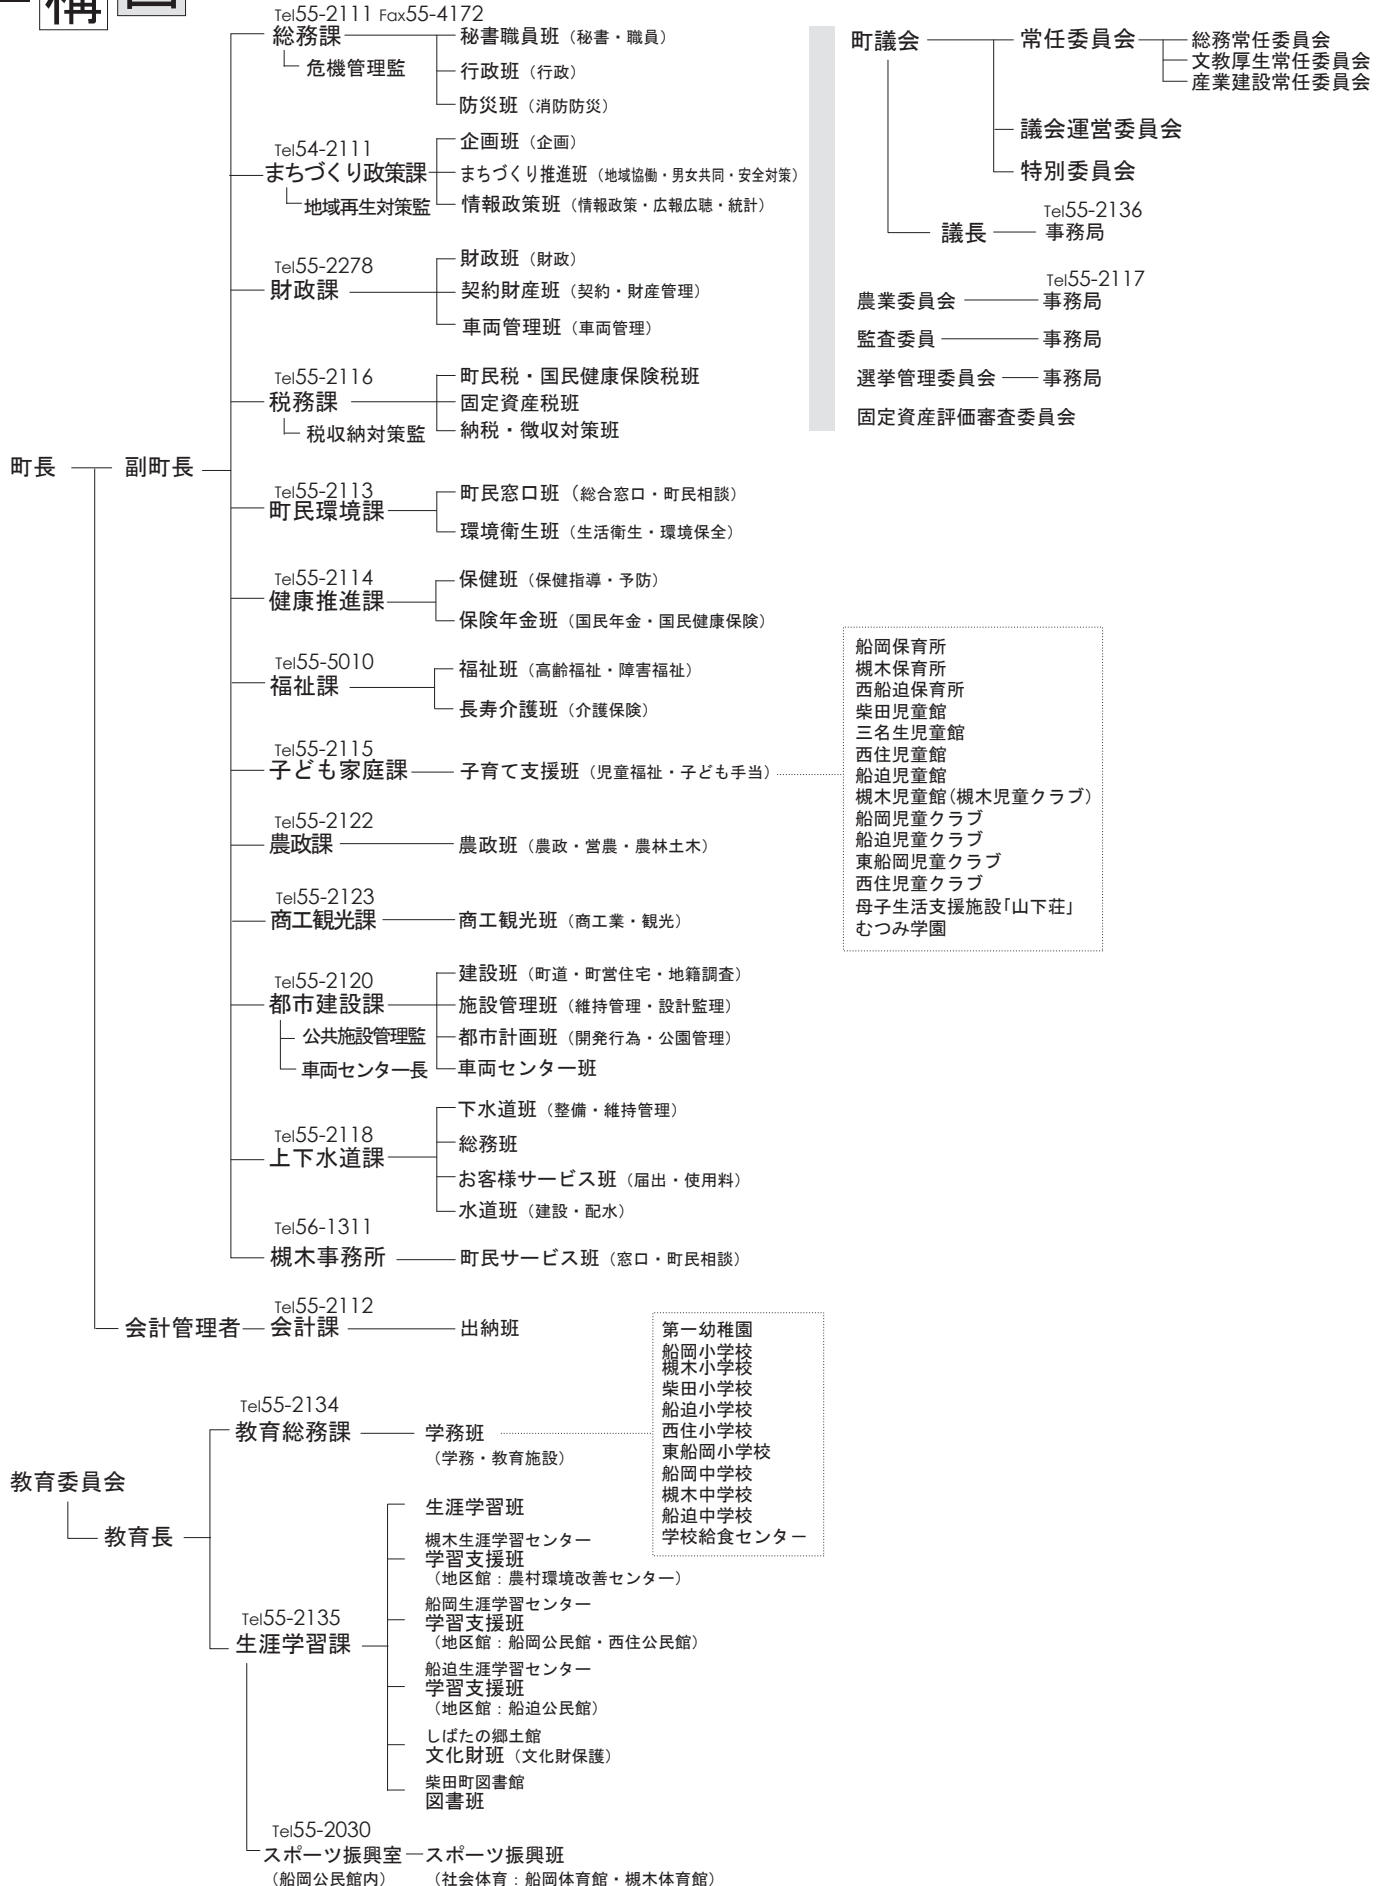 構図
Tel55-2111 Fax55-4172
総務課
危機管理監
秘書職員班（秘書・職員）
行政班（行政）
防災班（消防防災）
Tel54-2111
まちづくり政策課
地域再生対策監
企画班（企画）
まちづくり推進班（地域協働・男女共同・安全対策）
情報政策班（情報政策・広報広聴・統計）
Tel55-2278
財政課
財政班（財政）
契約財産班（契約・財産管理）
車両管理班（車両管理）
Tel55-2116
税務課
税収納対策監
町民税・国民健康保険税班
固定資産税班
納税・徴収対策班
町長
副町長
Tel55-2113
町民環境課
町民窓口班（総合窓口・町民相談）
環境衛生班（生活衛生・環境保全）
Tel55-2114
健康推進課
保健班（保健指導・予防）
保険年金班（国民年金・国民健康保険）
Tel55-5010
福祉課
福祉班（高齢福祉・障害福祉）
長寿介護班（介護保険）
Tel55-2115
子ども家庭課
子育て支援班（児童福祉・子ども手当）
船岡保育所
槻木保育所
西船迫保育所
柴田児童館
三名生児童館
西住児童館
船迫児童館
槻木児童館（槻木児童クラブ）
船岡児童クラブ
船迫児童クラブ
東船岡児童クラブ
西住児童クラブ
母子生活支援施設「山下荘」
むつみ学園
Tel55-2122
農政課
農政班（農政・営農・農林土木）
Tel55-2123
商工観光課
商工観光班（商工業・観光）
Tel55-2120
都市建設課
公共施設管理監
車両センター長
建設班（町道・町営住宅・地籍調査）
施設管理班（維持管理・設計監理）
都市計画班（開発行為・公園管理）
車両センター班
Tel55-2118
上下水道課
下水道班（整備・維持管理）
総務班
お客様サービス班（届出・使用料）
水道班（建設・配水）
Tel56-1311
槻木事務所
町民サービス班（窓口・町民相談）
会計管理者
Tel55-2112
会計課
出納班
町議会
常任委員会
総務常任委員会
文教厚生常任委員会
産業建設常任委員会
議会運営委員会
特別委員会
議長
Tel55-2136
事務局
農業委員会
Tel55-2117
事務局
監査委員
事務局
選挙管理委員会
事務局
固定資産評価審査委員会
教育委員会
教育長
Tel55-2134
教育総務課
学務班
（学務・教育施設）
第一幼稚園
船岡小学校
槻木小学校
柴田小学校
船迫小学校
西住小学校
東船岡小学校
船岡中学校
槻木中学校
船迫中学校
学校給食センター
Tel55-2135
生涯学習課
生涯学習班
槻木生涯学習センター
学習支援班
（地区館：農村環境改善センター）
船岡生涯学習センター
学習支援班
（地区館：船岡公民館・西住公民館）
船迫生涯学習センター
学習支援班
（地区館：船迫公民館）
しばたの郷土館
文化財班（文化財保護）
柴田町図書館
図書班
Tel55-2030
スポーツ振興室
（船岡公民館内）
スポーツ振興班
（社会体育：船岡体育館・槻木体育館）